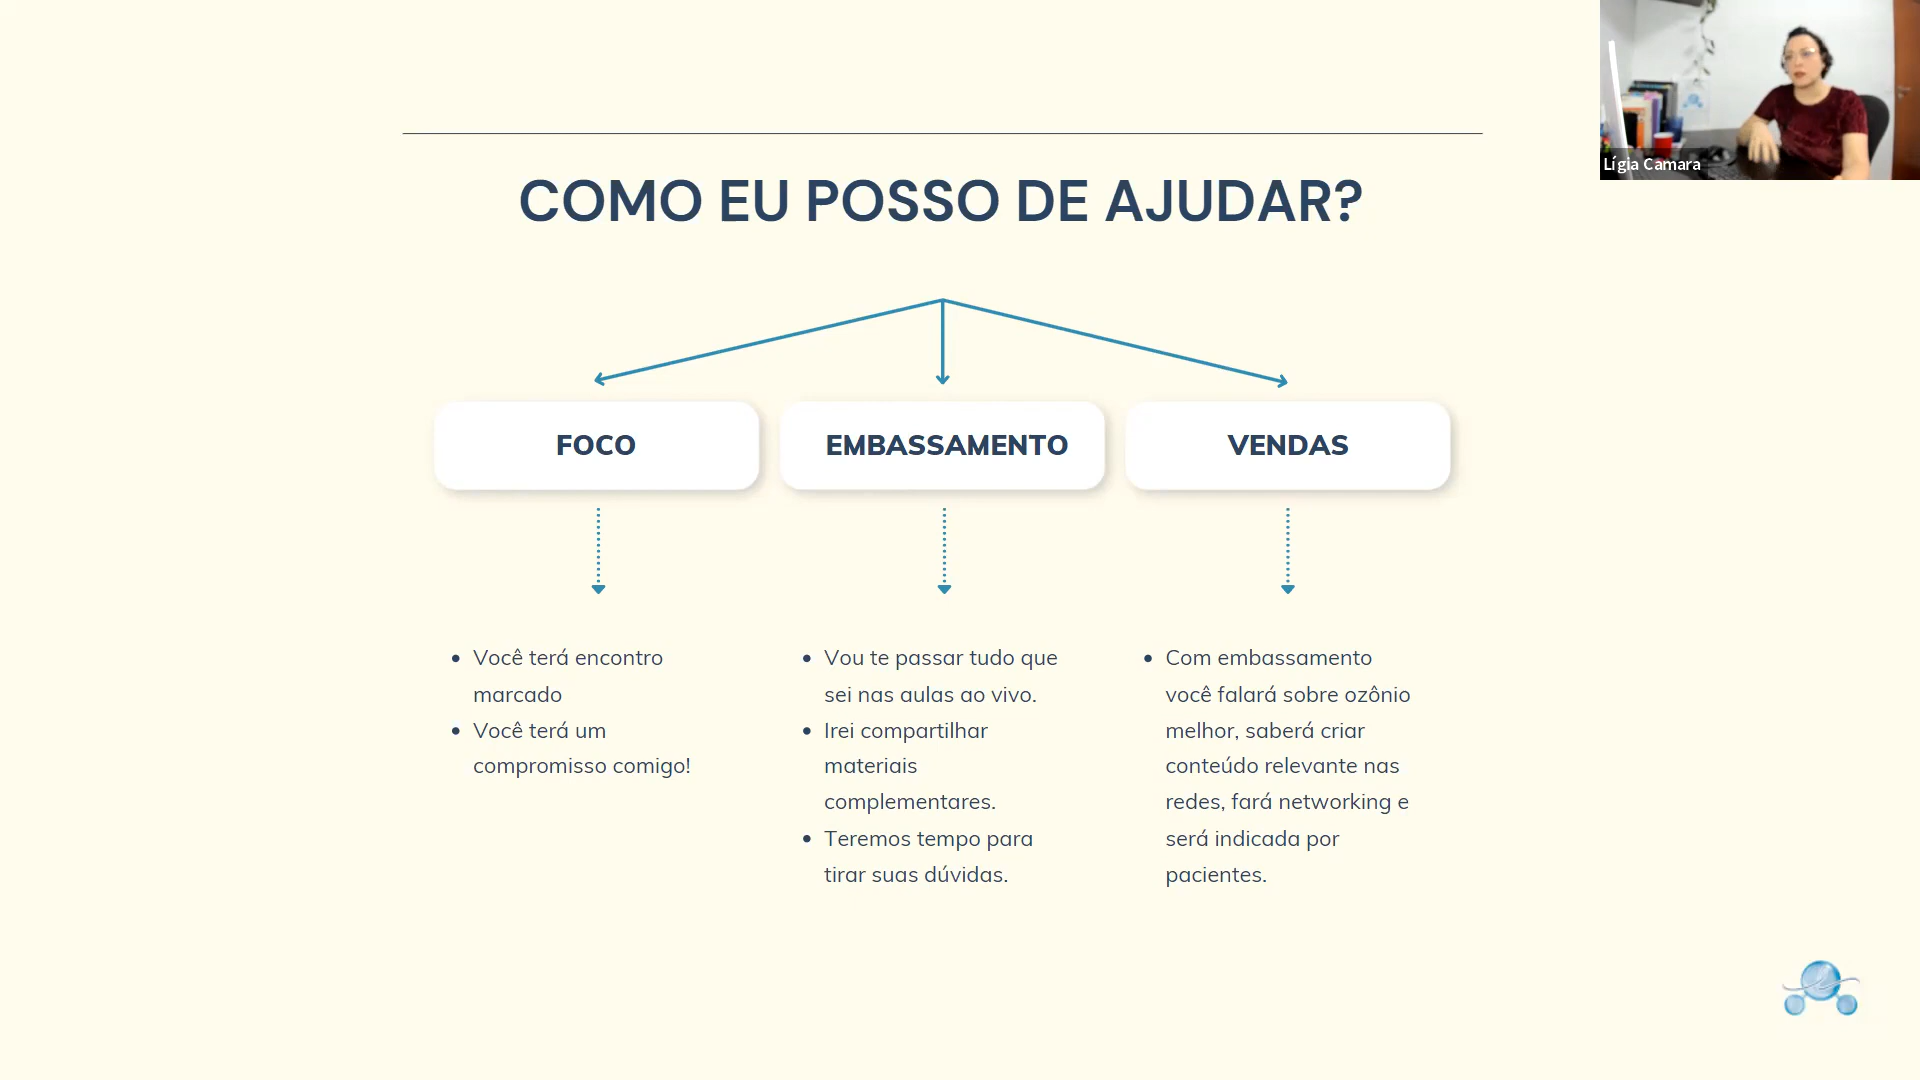 Lígia Camara
COMO EU POSSO DE AJUDAR?
FOCO
EMBASSAMENTO
VENDAS
• Você terá encontro
marcado
• Você terá um
compromisso comigo!
• Vou te passar tudo que
sei nas aulas ao vivo.
• Irei compartilhar
materiais
complementares.
• Teremos tempo para
tirar suas dúvidas.
• Com embassamento
você falará sobre ozônio
melhor, saberá criar
conteúdo relevante nas
redes, fará networking e
será indicada por
pacientes.